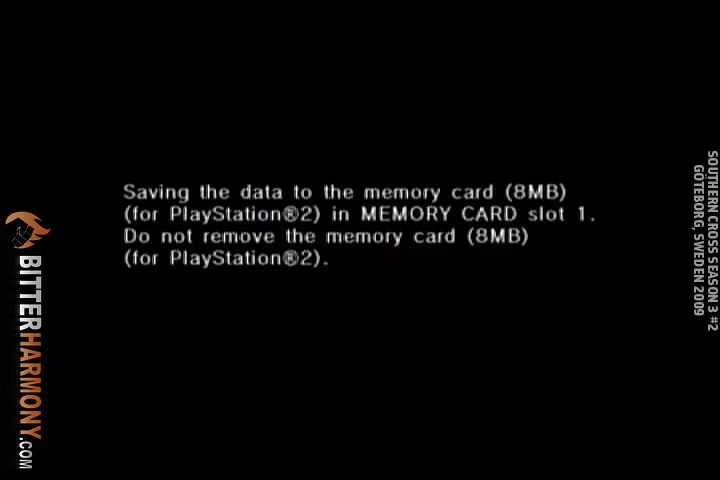 Saving the data to the memory card (8MB)
(for PlayStation®2) in MEMORY CARD slot 1.
Do not remove the memory card (8MB)
(for PlayStation®2).
BITTERHARMONY.COM
SOUTHERN CROSS SEASON 3 #2
GÖTEBORG, SWEDEN 2009